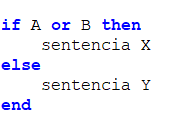 if A or B then
    sentencia X
else
    sentencia Y
end